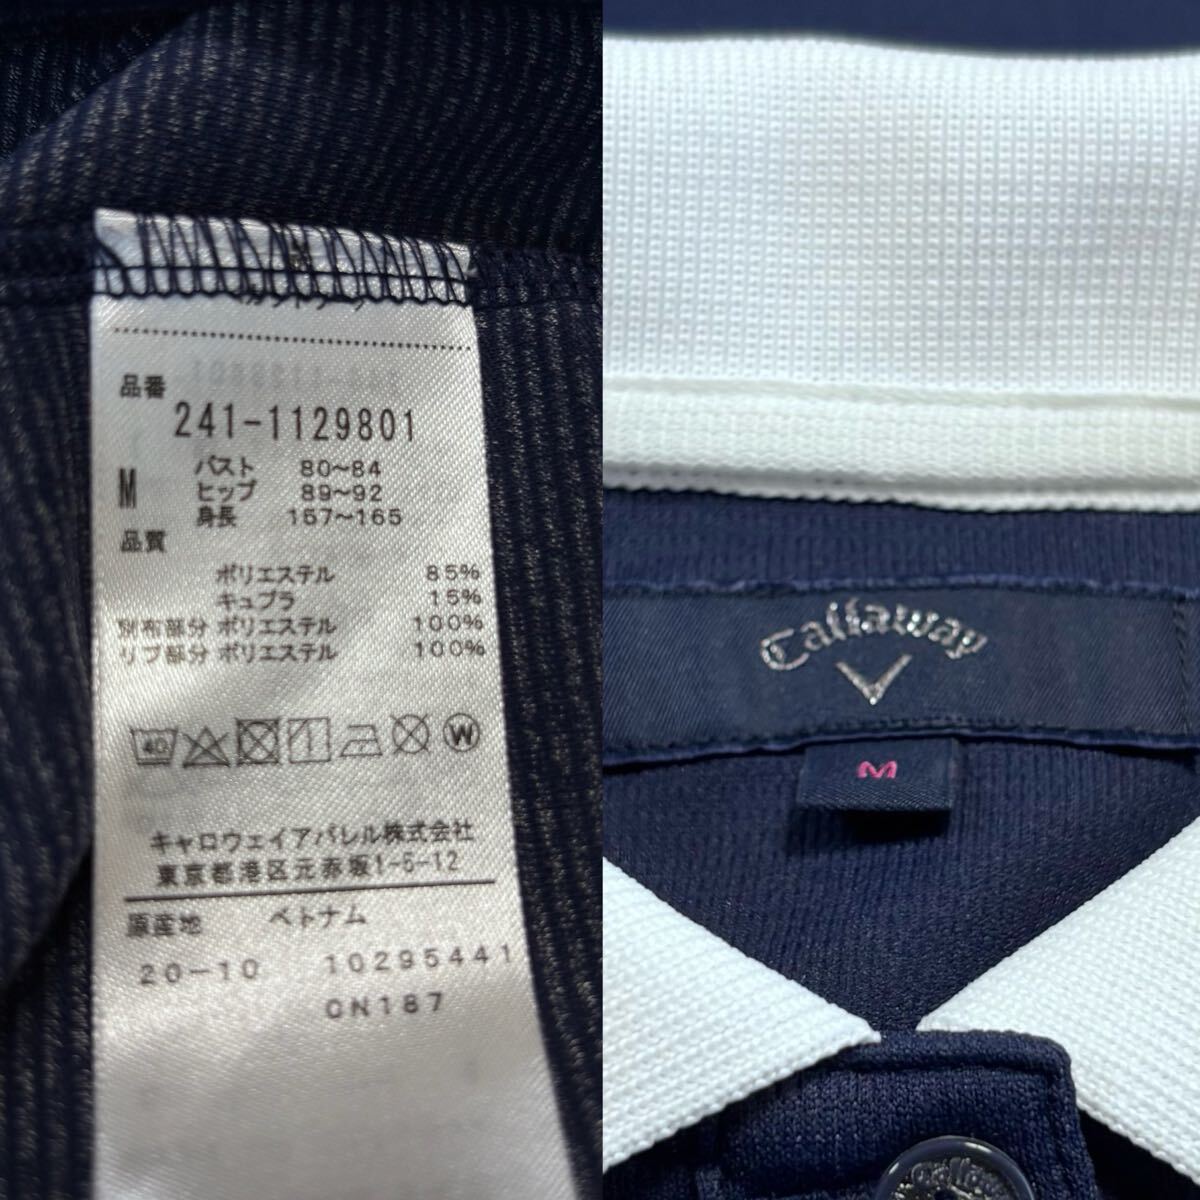 品番
241-1129801
M バスト 80〜84
ヒップ 89〜92
身長 157〜165
品質
ポリエステル 85%
キュプラ 15%
別布部分 ポリエステル 100%
リブ部分 ポリエステル 100%
40 W
キャロウェイアパレル株式会社
東京都港区元赤坂1-5-12
原産地 ベトナム
20-10 10295441
CN187
Callaway
M